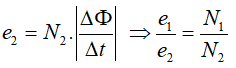 e₂ = N₂.|ΔΦ/Δt| ⇒ e₁/e₂ = N₁/N₂